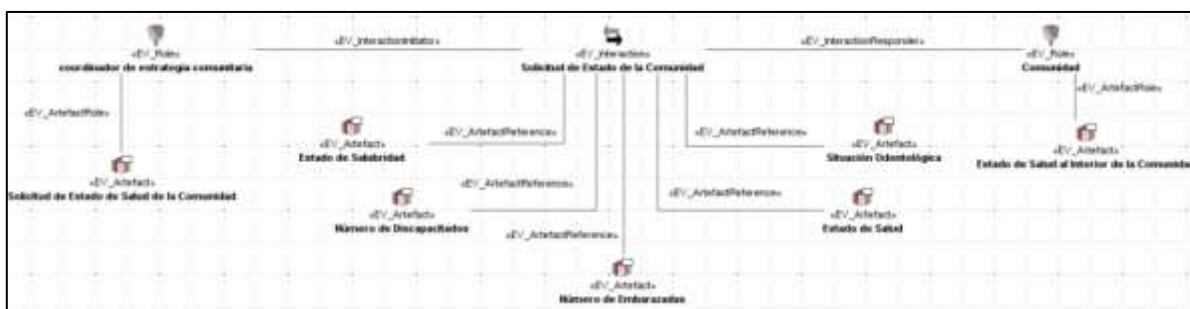 «EV_Role»
coordinador de estrategia comunitaria
«EV_InteractionInitiator»
«EV_Interaction»
Solicitud de Estado de la Comunidad
«EV_InteractionResponder»
«EV_Role»
Comunidad
«EV_ArtefactRole»
«EV_ArtefactRole»
«EV_Artefact»
Solicitud de Estado de Salud de la Comunidad
«EV_ArtefactReference»
«EV_Artefact»
Estado de Salubridad
«EV_ArtefactReference»
«EV_Artefact»
Situación Odontológica
«EV_Artefact»
Estado de Salud al Interior de la Comunidad
«EV_ArtefactReference»
«EV_Artefact»
Número de Discapacitados
«EV_ArtefactReference»
«EV_Artefact»
Estado de Salud
«EV_ArtefactReference»
«EV_Artefact»
Número de Embarazadas